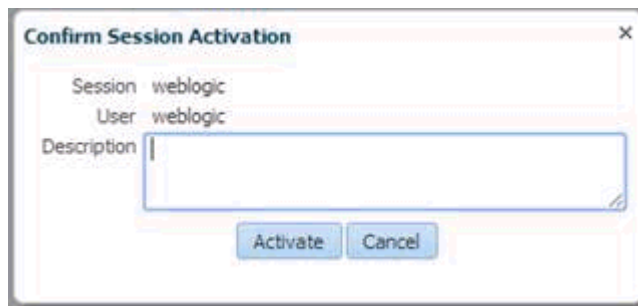 Confirm Session Activation
Session weblogic
User weblogic
Description
Activate Cancel